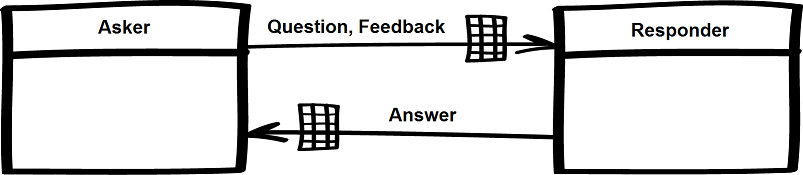 Asker
Question, Feedback
Responder
Answer